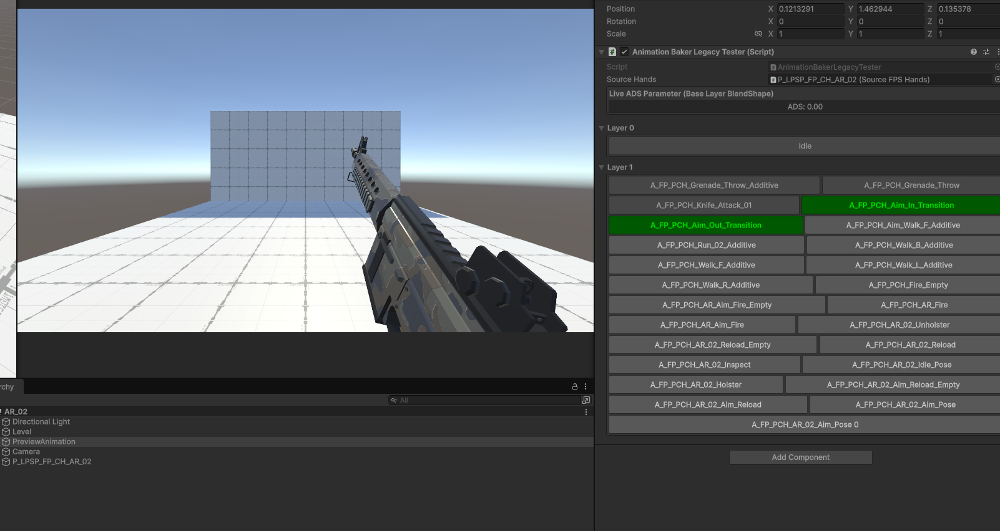 Position X 0.1213291 Y 1.462944 Z 0.135378
Rotation X 0 Y 0 Z 0
Scale X 1 Y 1 Z 1
# Animation Baker Legacy Tester (Script)
Script # AnimationBakerLegacyTester
Source Hands P_LPSP_FP_CH_AR_02 (Source FPS Hands)
Live ADS Parameter (Base Layer BlendShape)
ADS: 0.00
Layer 0
Idle
Layer 1
A_FP_PCH_Grenade_Throw_Additive A_FP_PCH_Grenade_Throw
A_FP_PCH_Knife_Attack_01 A_FP_PCH_Aim_In_Transition
A_FP_PCH_Aim_Out_Transition A_FP_PCH_Aim_Walk_F_Additive
A_FP_PCH_Run_02_Additive A_FP_PCH_Walk_B_Additive
A_FP_PCH_Walk_F_Additive A_FP_PCH_Walk_L_Additive
A_FP_PCH_Walk_R_Additive A_FP_PCH_Fire_Empty
A_FP_PCH_AR_Aim_Fire_Empty A_FP_PCH_AR_Fire
A_FP_PCH_AR_Aim_Fire A_FP_PCH_AR_02_Unholster
A_FP_PCH_AR_02_Reload_Empty A_FP_PCH_AR_02_Reload
A_FP_PCH_AR_02_Inspect A_FP_PCH_AR_02_Idle_Pose
A_FP_PCH_AR_02_Holster A_FP_PCH_AR_02_Aim_Reload_Empty
A_FP_PCH_AR_02_Aim_Reload A_FP_PCH_AR_02_Aim_Pose
A_FP_PCH_AR_02_Aim_Pose 0
Add Component
rchy
All
AR_02
Directional Light
Level
PreviewAnimation
Camera
P_LPSP_FP_CH_AR_02